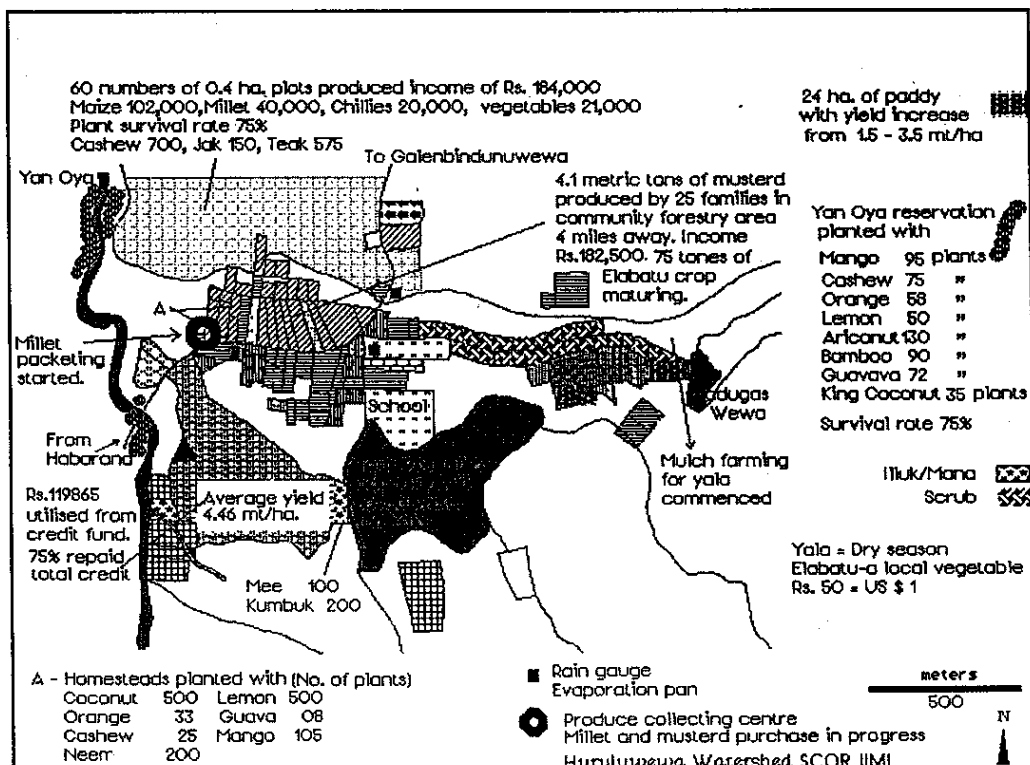 60 numbers of 0.4 ha. plots produced income of Rs. 184,000
Maize 102,000,Millet 40,000, Chillies 20,000, vegetables 21,000
Plant survival rate 75%
Cashew 700, Jak 150, Teak 575
24 ha. of paddy
with yield increase
from 1.5 - 3.5 mt/ha
To Galenbindunuwewa
Yan Oya
4.1 metric tons of musterd
produced by 25 families in
community forestry area
4 miles away. Income
Rs.182,500. 75 tones of
Elabatu crop
maturing.
Yan Oya reservation
planted with
Mango 95 plants
Cashew 75 "
Orange 58 "
Lemon 50 "
Ariconut 130 "
Bamboo 90 "
Guavava 72 "
King Coconut 35 plants
Survival rate 75%
A
Millet
packeting
started.
School
adugas
Wewa
From
Habarana
Mulch farming
for yala
commenced
Illuk/Mana
Scrub
Rs.119865
utilised from
credit fund.
75% repaid
total credit
Average yield
4.46 mt/ha.
Mee 100
Kumbuk 200
Yala = Dry season
Elabatu-a local vegetable
Rs. 50 = US $ 1
A - Homesteads planted with (No. of plants)
Coconut 500 Lemon 500
Orange 33 Guava 08
Cashew 25 Mango 105
Neem 200
Rain gauge
Evaporation pan
Produce collecting centre
Millet and musterd purchase in progress
Huruluwewa Watershed, SCOR, IIMI
meters
500
N